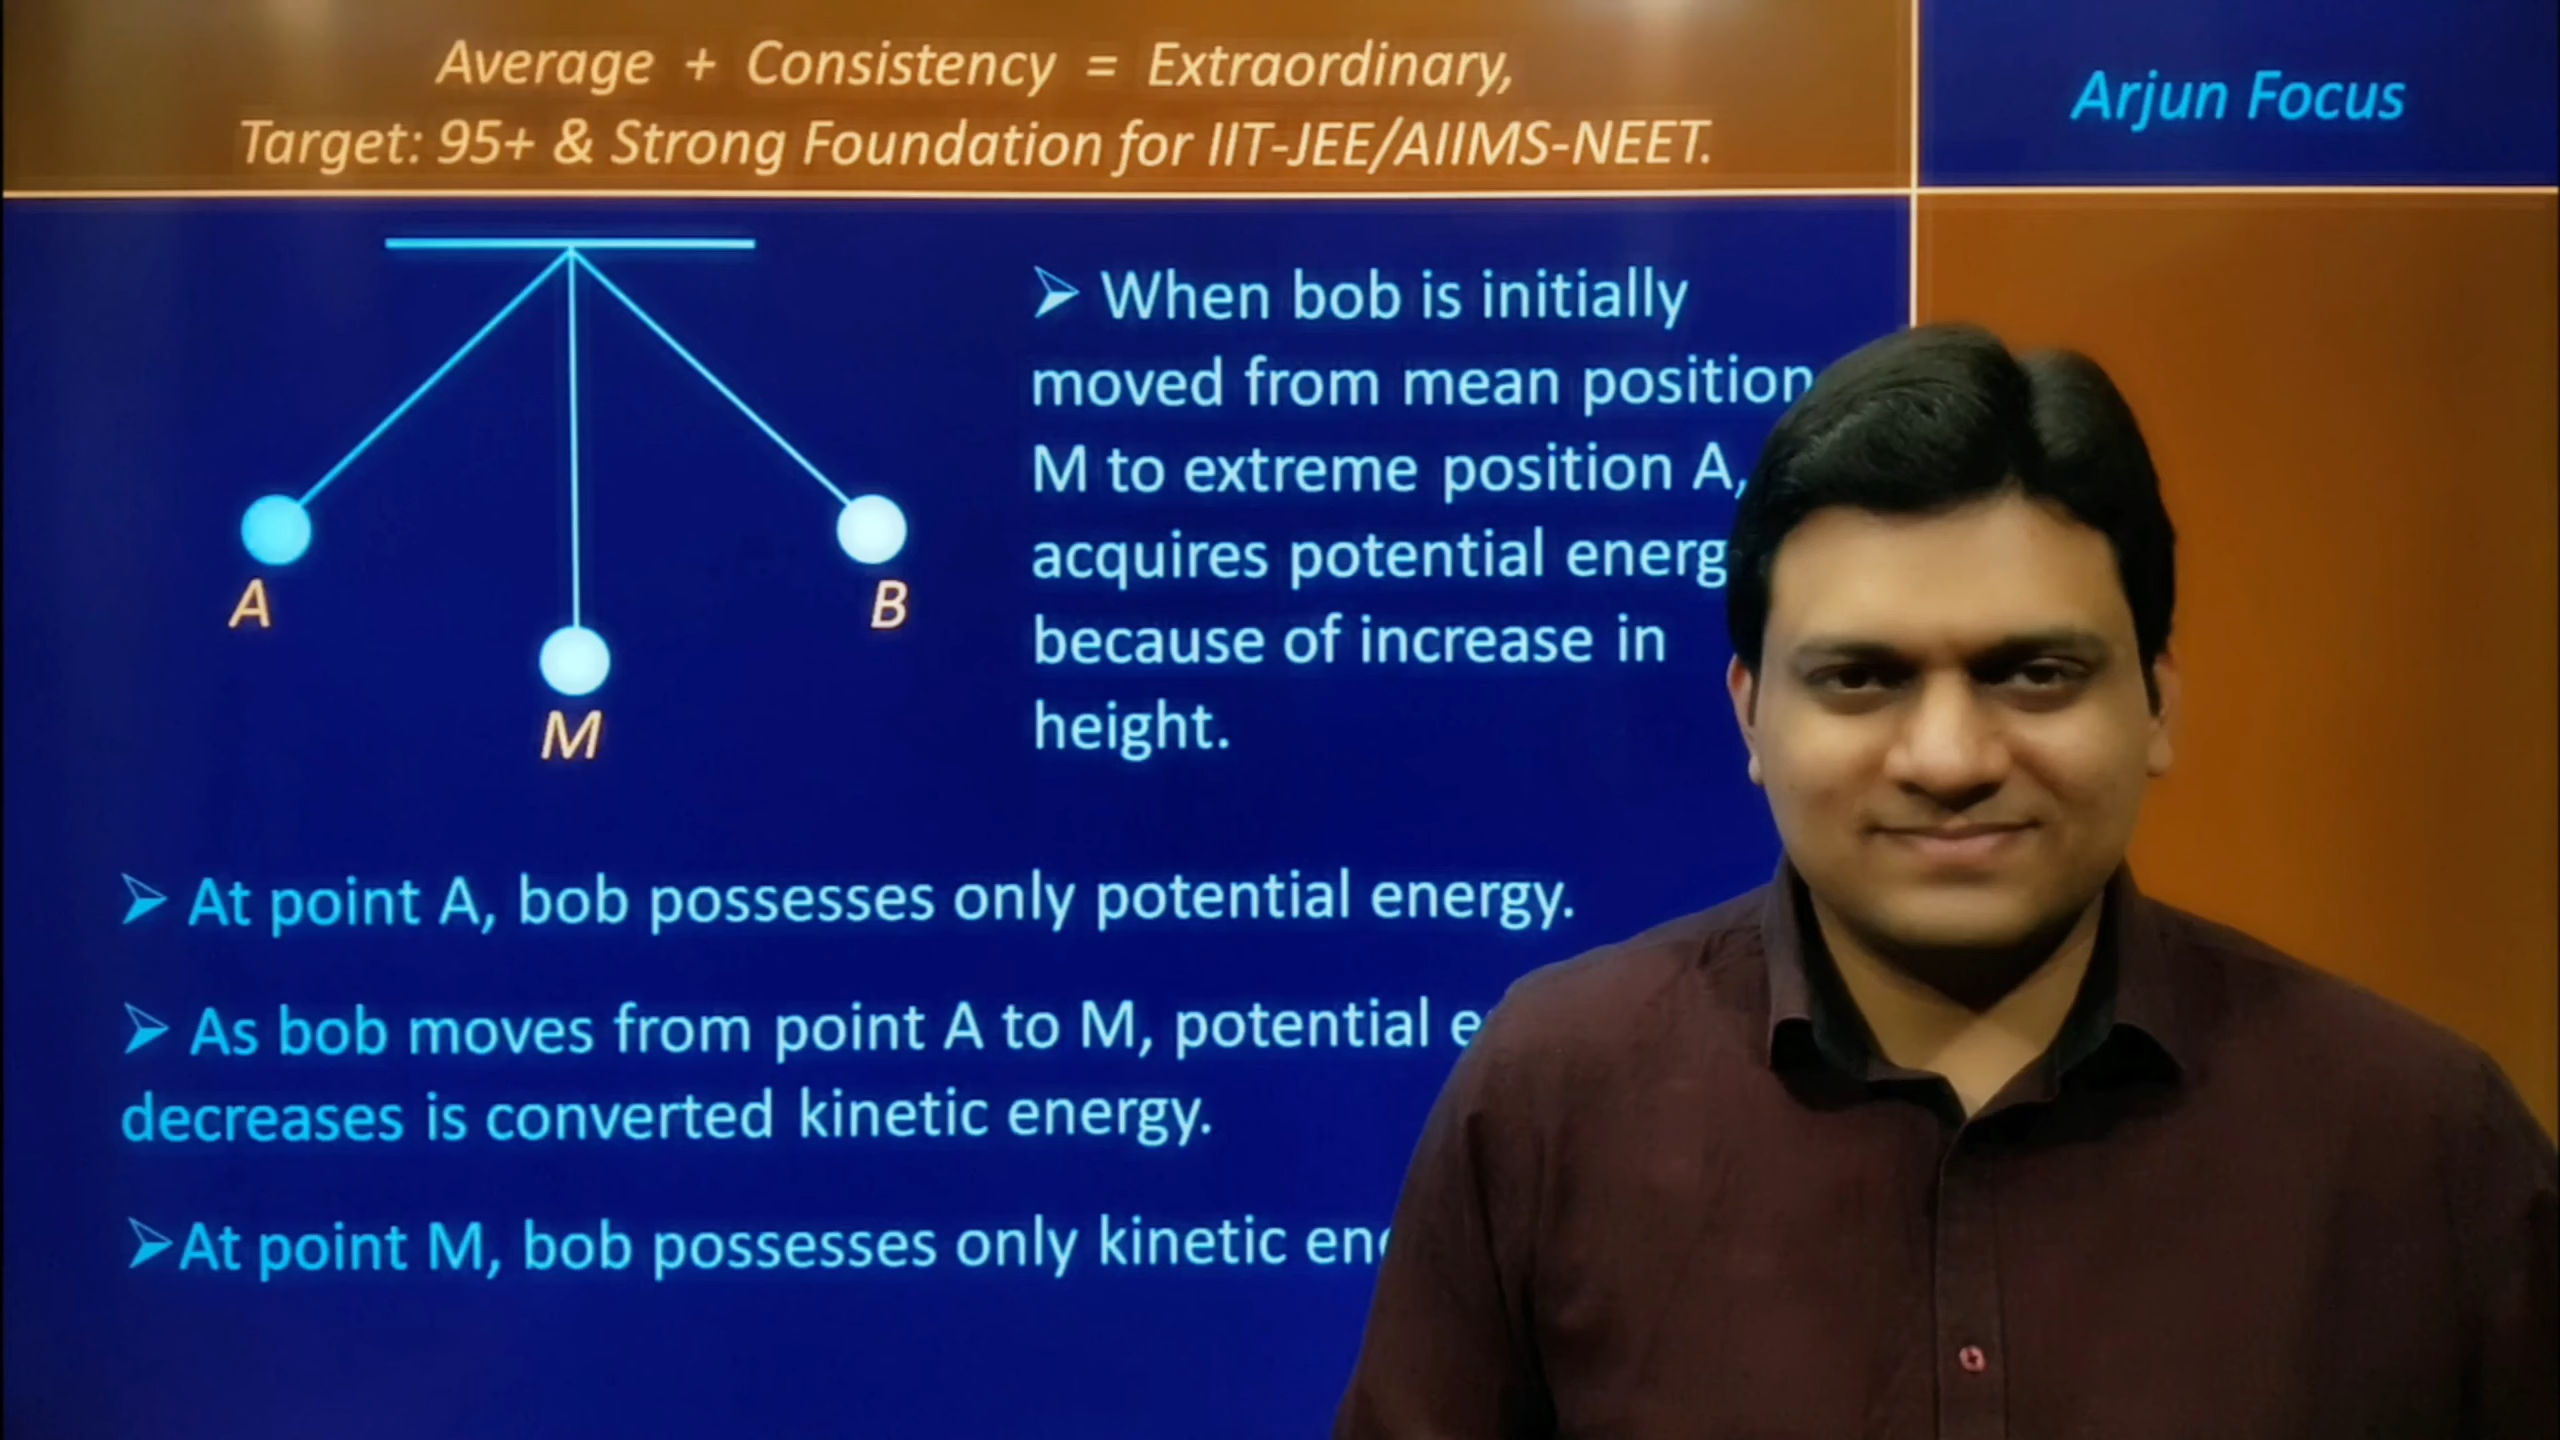 Average + Consistency = Extraordinary,
Target: 95+ & Strong Foundation for IIT-JEE/AIIMS-NEET.
Arjun Focus
A
M
B
➢ When bob is initially
moved from mean position
M to extreme position A,
acquires potential
because of increase in
height.
➢ At point A, bob possesses only potential energy.
➢ As bob moves from point A to M, potential
decreases is converted kinetic energy.
➢At point M, bob possesses only kinetic